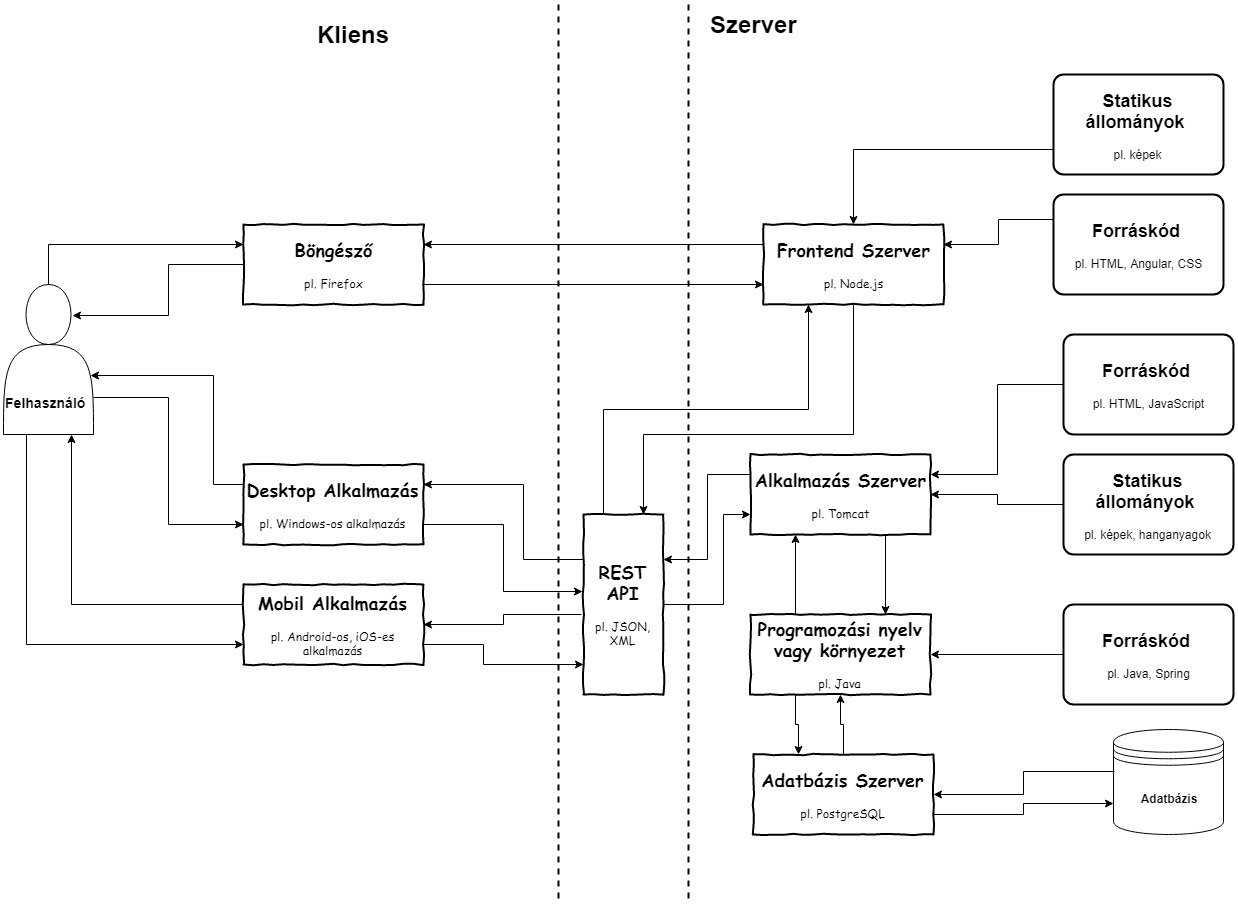 Kliens
Szerver
Statikus
állományok
pl. képek
Böngésző
pl. Firefox
Frontend Szerver
pl. Node.js
Forráskód
pl. HTML, Angular, CSS
Felhasználó
Forráskód
pl. HTML, JavaScript
Desktop Alkalmazás
pl. Windows-os alkalmazás
Alkalmazás Szerver
pl. Tomcat
Statikus
állományok
pl. képek, hanganyagok
Mobil Alkalmazás
pl. Android-os, iOS-es
alkalmazás
REST
API
pl. JSON,
XML
Programozási nyelv
vagy környezet
pl. Java
Forráskód
pl. Java, Spring
Adatbázis Szerver
pl. PostgreSQL
Adatbázis